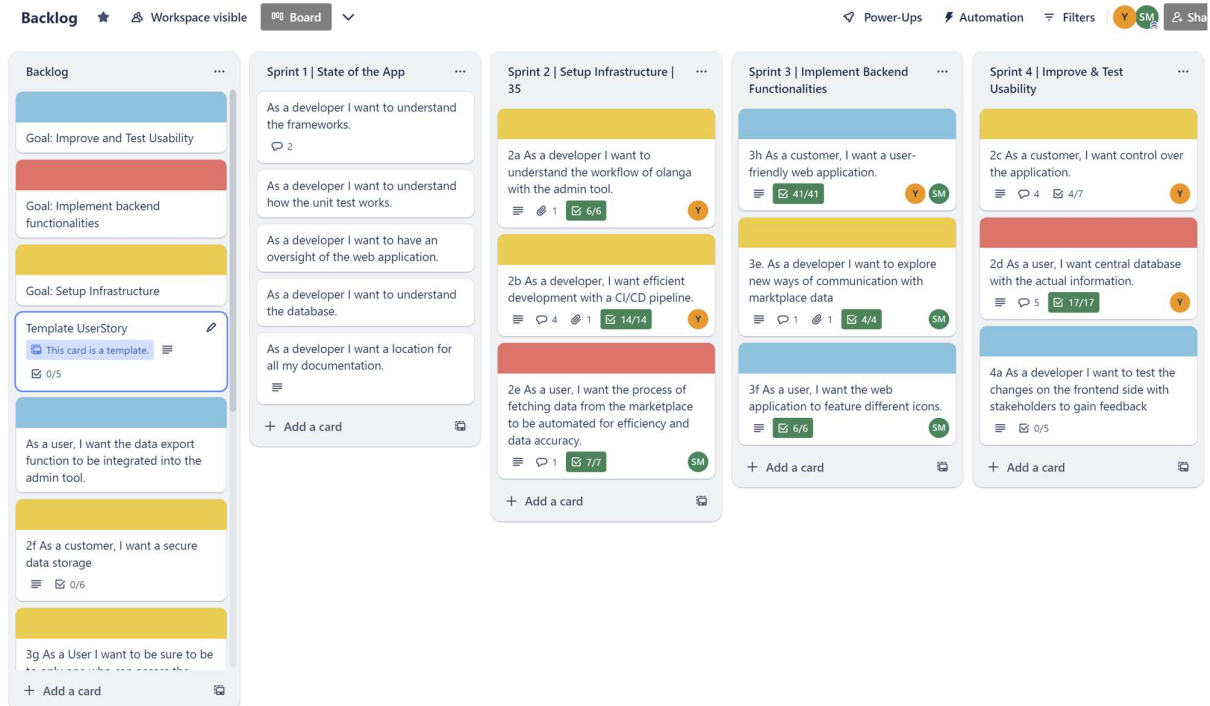 Backlog
Workspace visible
Board
Power-Ups
Automation
Filters
Y
SM
Sha
Backlog
Goal: Improve and Test Usability
Goal: Implement backend
functionalities
Goal: Setup Infrastructure
Template UserStory
This card is a template.
0/5
As a user, I want the data export
function to be integrated into the
admin tool.
2f As a customer, I want a secure
data storage
0/6
3g As a User I want to be sure to be
to only one who can access the
+ Add a card
Sprint 1 | State of the App
As a developer I want to understand
the frameworks.
2
As a developer I want to understand
how the unit test works.
As a developer I want to have an
oversight of the web application.
As a developer I want to understand
the database.
As a developer I want a location for
all my documentation.
+ Add a card
Sprint 2 | Setup Infrastructure |
35
2a As a developer I want to
understand the workflow of olanga
with the admin tool.
1 6/6 Y
2b As a developer, I want efficient
development with a CI/CD pipeline.
4 1 14/14 Y
2e As a user, I want the process of
fetching data from the marketplace
to be automated for efficiency and
data accuracy.
1 7/7 SM
+ Add a card
Sprint 3 | Implement Backend
Functionalities
3h As a customer, I want a user-
friendly web application.
41/41 Y SM
3e. As a developer I want to explore
new ways of communication with
marktplace data
1 1 4/4 SM
3f As a user, I want the web
application to feature different icons.
6/6 SM
+ Add a card
Sprint 4 | Improve & Test
Usability
2c As a customer, I want control over
the application.
4 4/7 Y
2d As a user, I want central database
with the actual information.
5 17/17 Y
4a As a developer I want to test the
changes on the frontend side with
stakeholders to gain feedback
0/5
+ Add a card